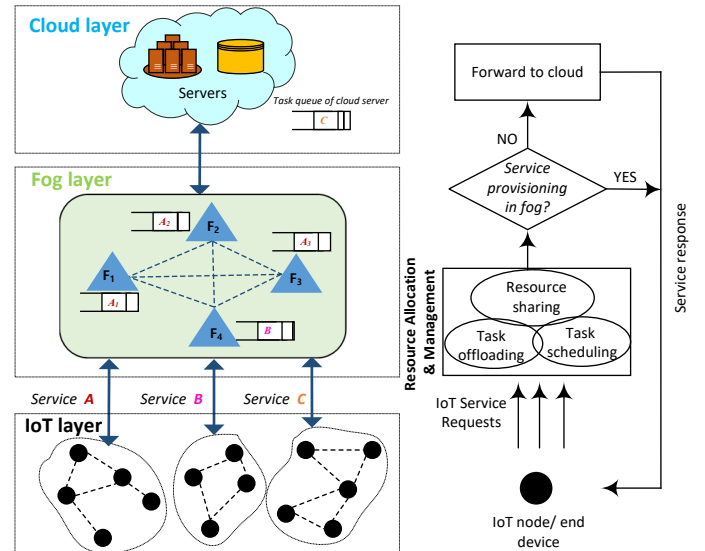 Cloud layer
Servers
Task queue of cloud server
C
Fog layer
A2
F2
A3
F1
F3
A1
F4
B
Service A
Service B
Service C
IoT layer
Forward to cloud
NO
Service
provisioning
in fog?
YES
Service response
Resource Allocation
& Management
Resource
sharing
Task
offloading
Task
scheduling
IoT Service
Requests
IoT node/ end
device